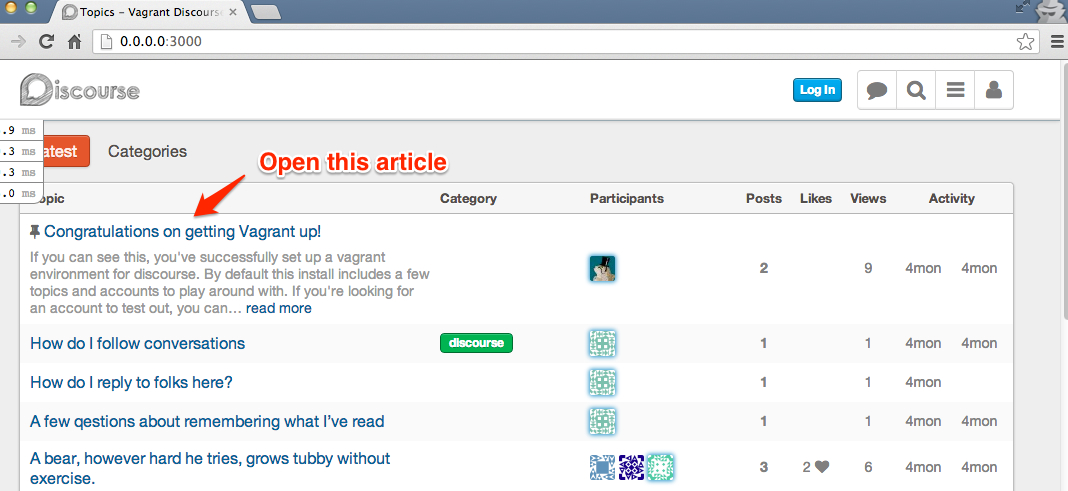 Topics – Vagrant Discourse
0.0.0.0:3000
Discourse
Log In
.9 ms
.3 ms
.3 ms
.0 ms
atest
Categories
Open this article
opic Category Participants Posts Likes Views Activity
Congratulations on getting Vagrant up!
If you can see this, you've successfully set up a vagrant
environment for discourse. By default this install includes a few
topics and accounts to play around with. If you're looking for
an account to test out, you can… read more
2 9 4mon 4mon
How do I follow conversations discourse 1 1 4mon 4mon
How do I reply to folks here? 1 1 4mon
A few qestions about remembering what I've read 1 1 4mon 4mon
A bear, however hard he tries, grows tubby without
exercise.
3 2 6 4mon 4mon